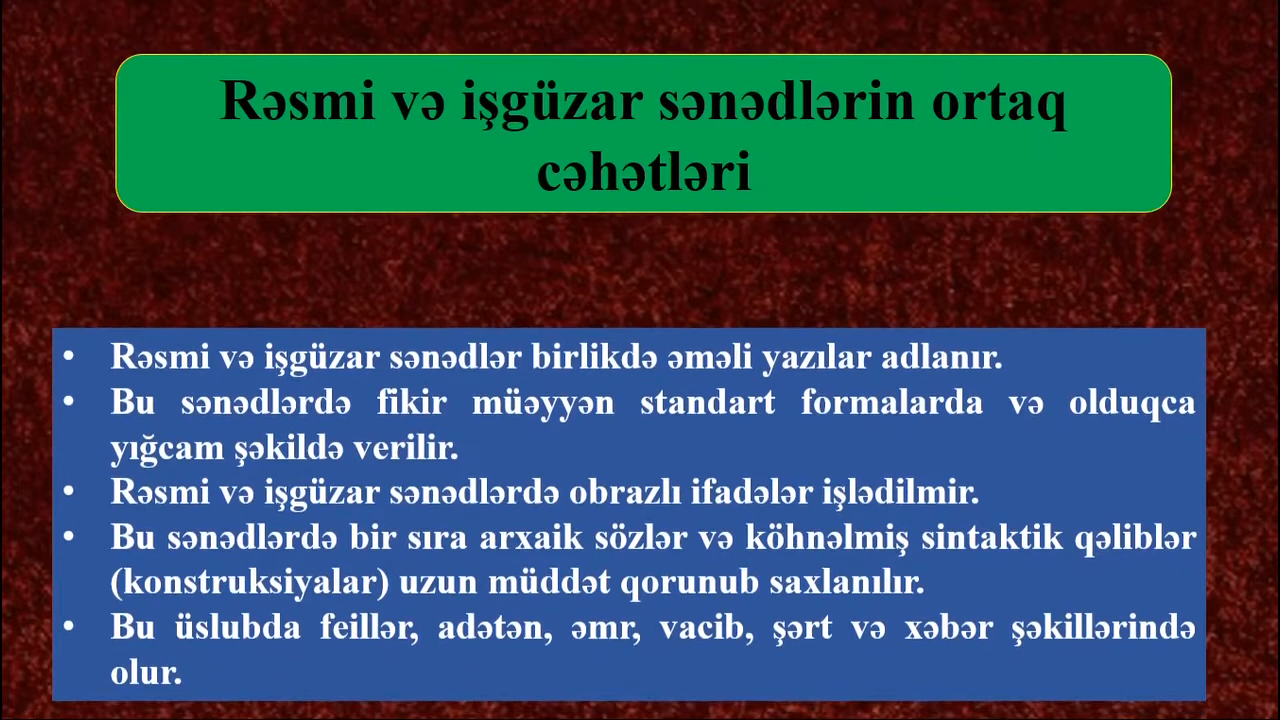 Rəsmi və işgüzar sənədlərin ortaq
cəhətləri
• Rəsmi və işgüzar sənədlər birlikdə əməli yazılar adlanır.
• Bu sənədlərdə fikir müəyyən standart formalarda və olduqca
yığcam şəkildə verilir.
• Rəsmi və işgüzar sənədlərdə obrazlı ifadələr işlədilmir.
• Bu sənədlərdə bir sıra arxaik sözlər və köhnəlmiş sintaktik qəliblər
(konstruksiyalar) uzun müddət qorunub saxlanılır.
• Bu üslubda feillər, adətən, əmr, vacib, şərt və xəbər şəkillərində
olur.